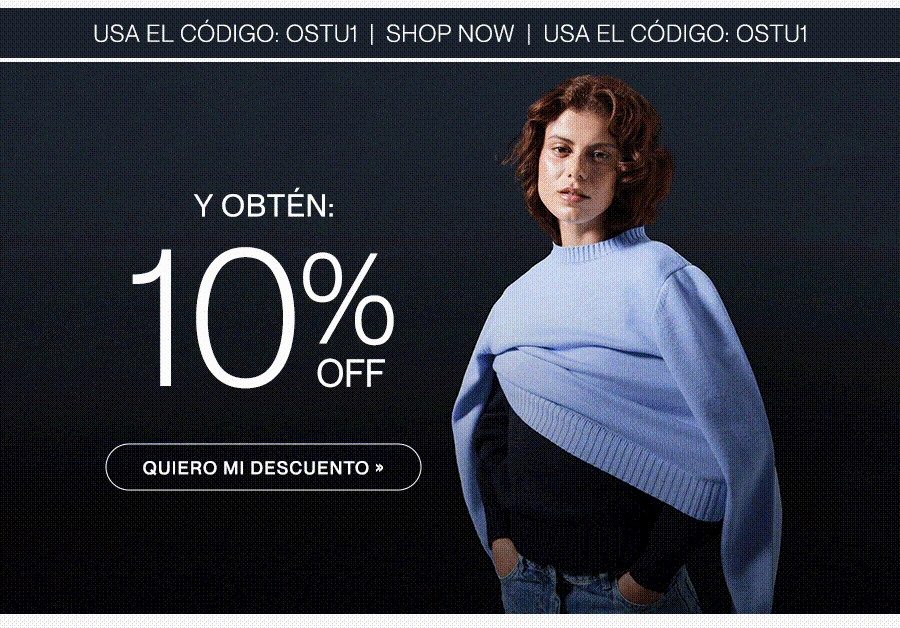 USA EL CÓDIGO: OSTU1 | SHOP NOW | USA EL CÓDIGO: OSTU1
Y OBTÉN:
10%
OFF
QUIERO MI DESCUENTO »